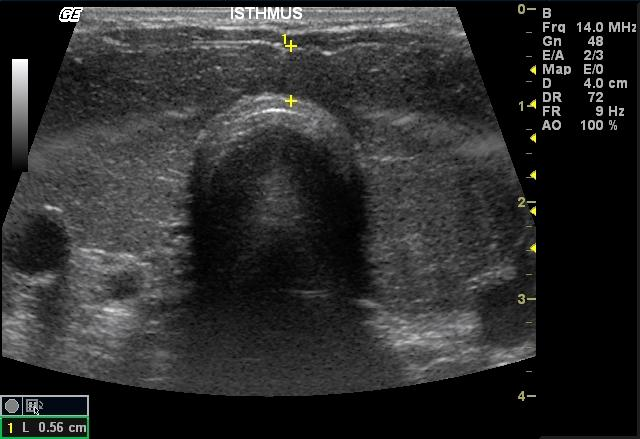 GE
ISTHMUS
1
B
Frq 14.0 MHz
Gn 48
E/A 2/3
Map E/0
D 4.0 cm
DR 72
FR 9 Hz
AO 100 %
0
1
2
3
4
1 L 0.56 cm